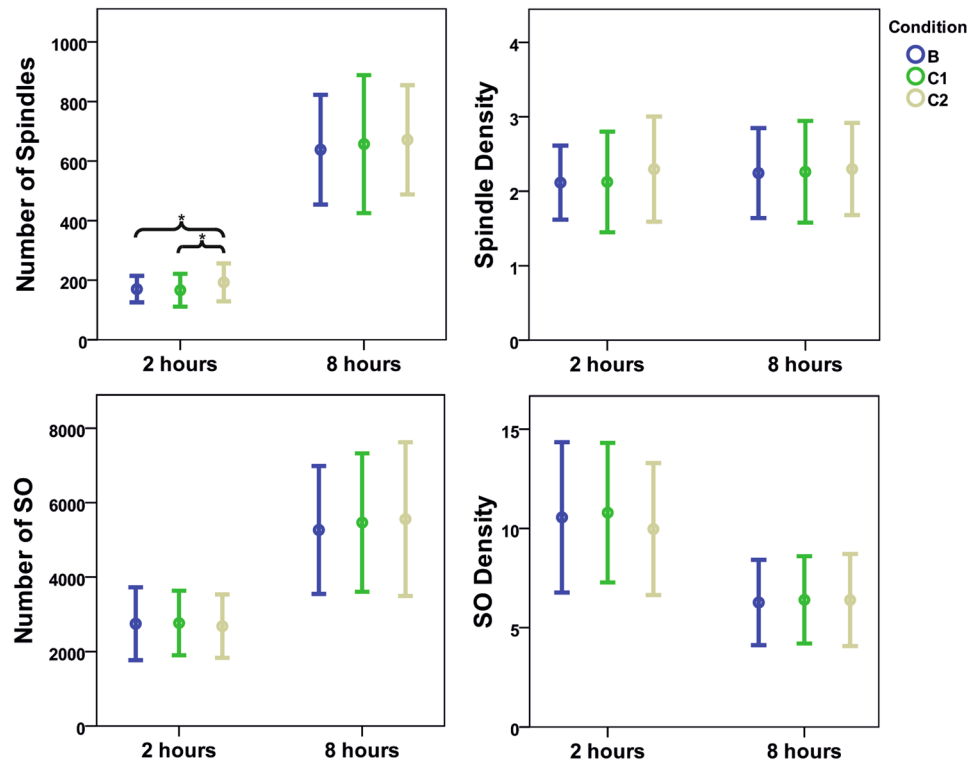 Number of Spindles
1000
800
600
400
200
0
*
*
2 hours
8 hours
Spindle Density
4
3
2
1
0
2 hours
8 hours
Condition
B
C1
C2
Number of SO
8000
6000
4000
2000
0
2 hours
8 hours
SO Density
15
10
5
0
2 hours
8 hours